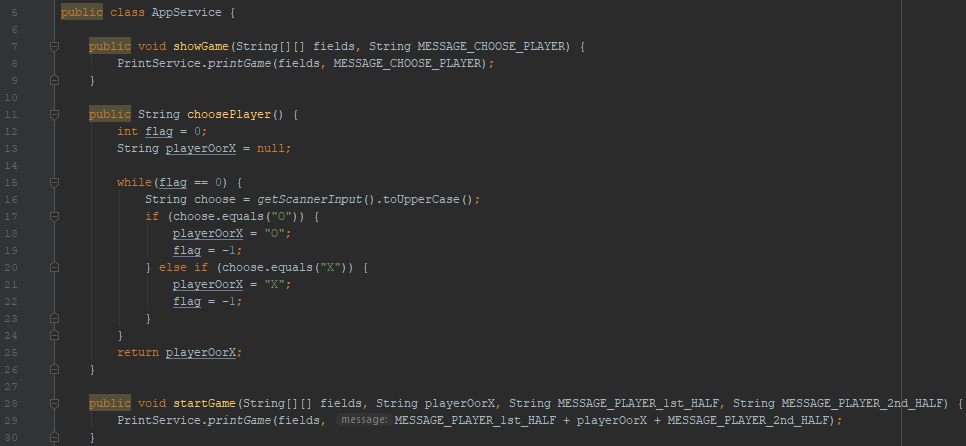 5 public class AppService {
6
7 public void showGame(String[][] fields, String MESSAGE_CHOOSE_PLAYER) {
8 PrintService.printGame(fields, MESSAGE_CHOOSE_PLAYER);
9 }
10
11 public String choosePlayer() {
12 int flag = 0;
13 String playerOorX = null;
14
15 while(flag == 0) {
16 String choose = getScannerInput().toUpperCase();
17 if (choose.equals("O")) {
18 playerOorX = "O";
19 flag = -1;
20 } else if (choose.equals("X")) {
21 playerOorX = "X";
22 flag = -1;
23 }
24 }
25 return playerOorX;
26 }
27
28 public void startGame(String[][] fields, String playerOorX, String MESSAGE_PLAYER_1st_HALF, String MESSAGE_PLAYER_2nd_HALF) {
29 PrintService.printGame(fields, message: MESSAGE_PLAYER_1st_HALF + playerOorX + MESSAGE_PLAYER_2nd_HALF);
30 }